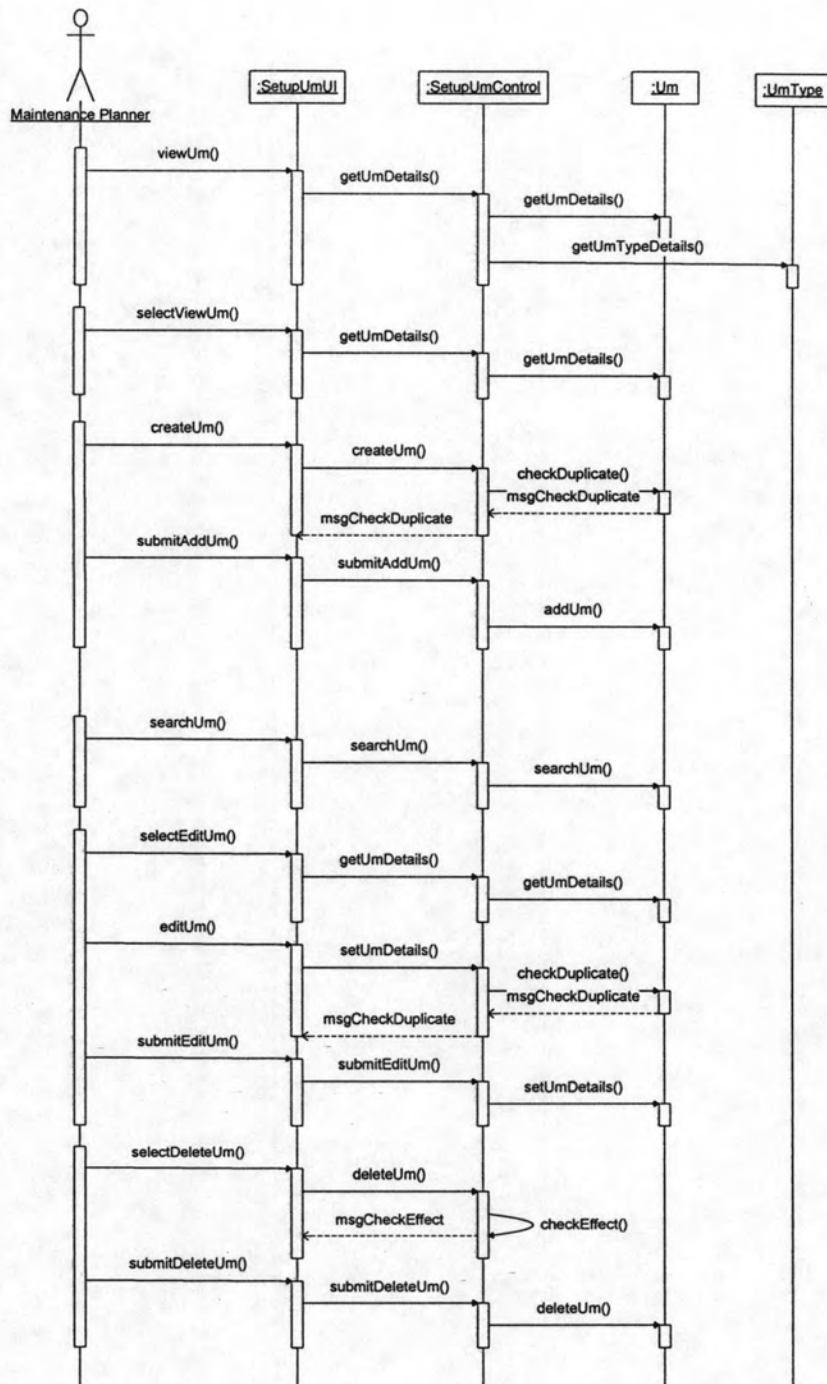 :SetupUmUI
:SetupUmControl
:Um
:UmType
Maintenance Planner
viewUm()
getUmDetails()
getUmDetails()
getUmTypeDetails()
selectViewUm()
getUmDetails()
getUmDetails()
createUm()
createUm()
checkDuplicate()
msgCheckDuplicate
msgCheckDuplicate
submitAddUm()
submitAddUm()
addUm()
searchUm()
searchUm()
searchUm()
selectEditUm()
getUmDetails()
getUmDetails()
editUm()
setUmDetails()
checkDuplicate()
msgCheckDuplicate
msgCheckDuplicate
submitEditUm()
submitEditUm()
setUmDetails()
selectDeleteUm()
deleteUm()
msgCheckEffect
checkEffect()
submitDeleteUm()
submitDeleteUm()
deleteUm()